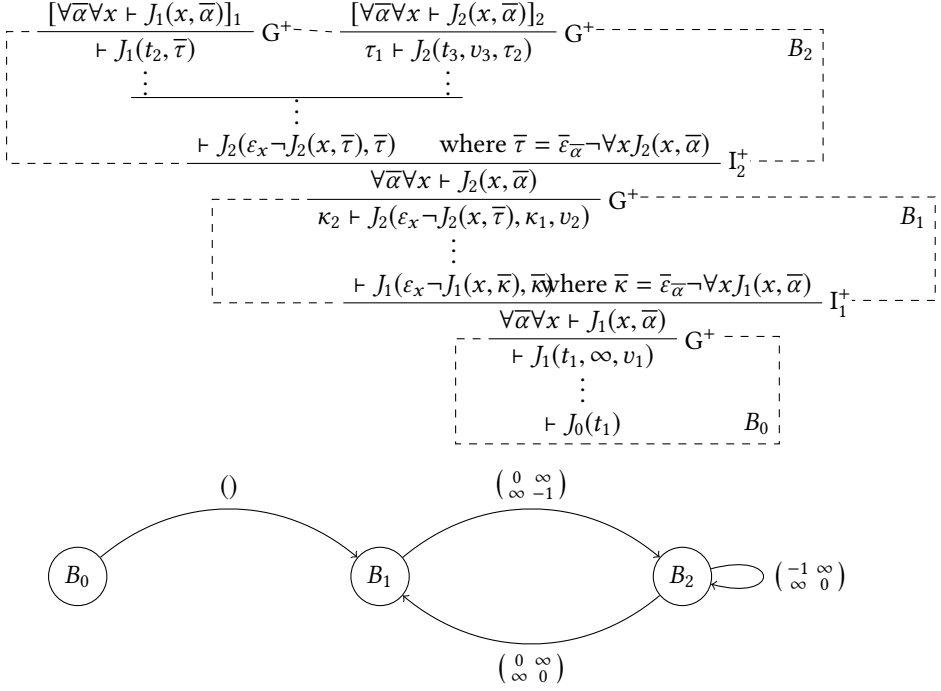 [∀α̅∀x ⊢ J₁(x, α̅)]₁ G⁺ [∀α̅∀x ⊢ J₂(x, α̅)]₂ G⁺
⊢ J₁(t₂, τ̅) τ₁ ⊢ J₂(t₃, υ₃, τ₂) B₂
⊢ J₂(εₓ¬J₂(x, τ̅), τ̅) where τ̅ = ε̅_α̅¬∀xJ₂(x, α̅) I₂⁺
∀α̅∀x ⊢ J₂(x, α̅) G⁺
κ₂ ⊢ J₂(εₓ¬J₂(x, τ̅), κ₁, υ₂) B₁
⊢ J₁(εₓ¬J₁(x, κ̅), κ̅) where κ̅ = ε̅_α̅¬∀xJ₁(x, α̅) I₁⁺
∀α̅∀x ⊢ J₁(x, α̅) G⁺
⊢ J₁(t₁, ∞, υ₁)
⊢ J₀(t₁) B₀
() (0 ∞
∞ -1)
B₀ B₁ B₂ (-1 ∞
∞ 0)
(0 ∞
∞ 0)